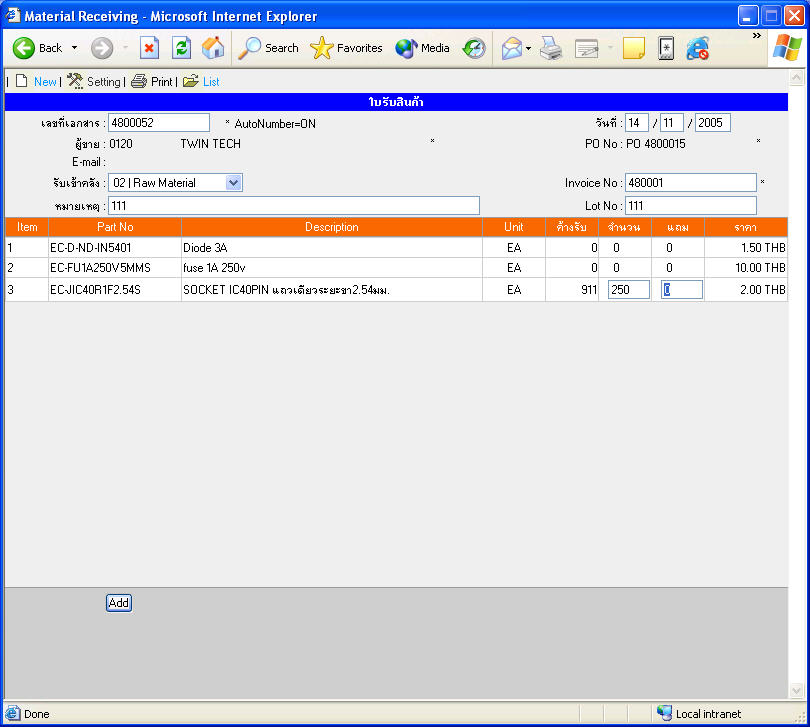 Material Receiving - Microsoft Internet Explorer
Back Search Favorites Media »
New | Setting | Print | List
ใบรับสินค้า
เลขที่เอกสาร : 4800052 * AutoNumber=ON วันที่ : 14 / 11 / 2005
ผู้ขาย : 0120 TWIN TECH * PO No : PO 4800015 *
E-mail :
รับเข้าคลัง : 02 | Raw Material Invoice No : 480001 *
หมายเหตุ : 111 Lot No : 111
Item Part No Description Unit ค้างรับ จำนวน แถม ราคา
1 EC-D-ND-IN5401 Diode 3A EA 0 0 0 1.50 THB
2 EC-FU1A250V5MMS fuse 1A 250v EA 0 0 0 10.00 THB
3 EC-JIC40R1F2.54S SOCKET IC40PIN แถวเดียวระยะขา2.54มม. EA 911 250 0 2.00 THB
Add
Done Local intranet